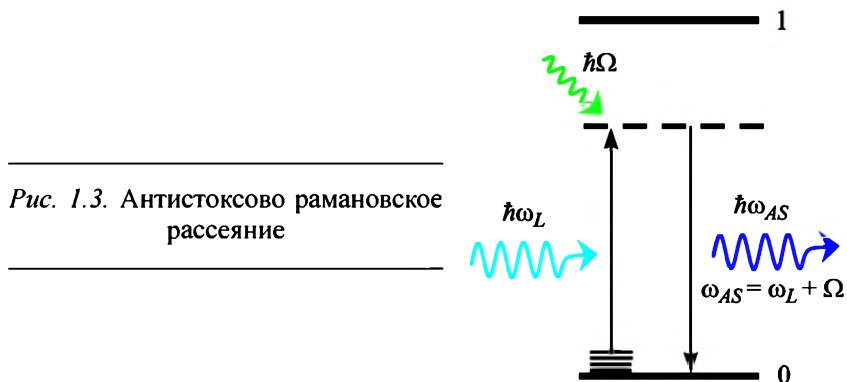 1
ℏΩ
Рис. 1.3. Антистоксово рамановское
рассеяние
ℏω_L
ℏω_AS
ω_AS = ω_L + Ω
0